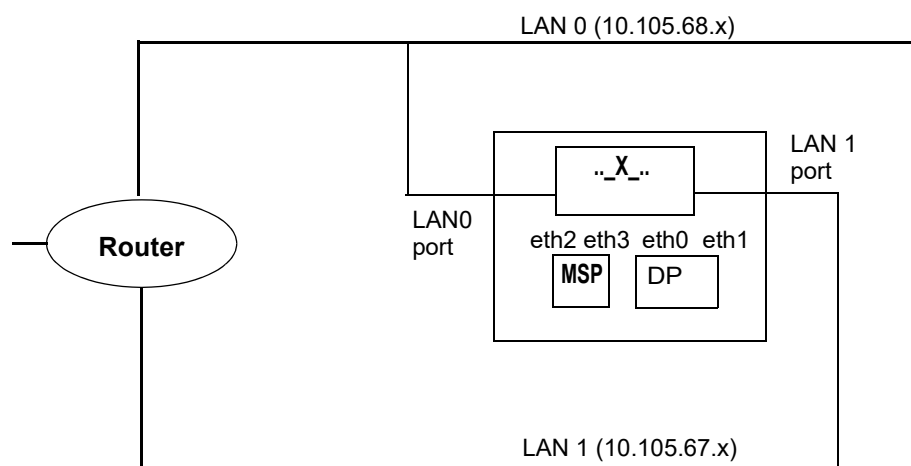 LAN 0 (10.105.68.x)
LAN 1
port
.._X_..
LAN0
port
Router
eth2 eth3 eth0 eth1
MSP DP
LAN 1 (10.105.67.x)